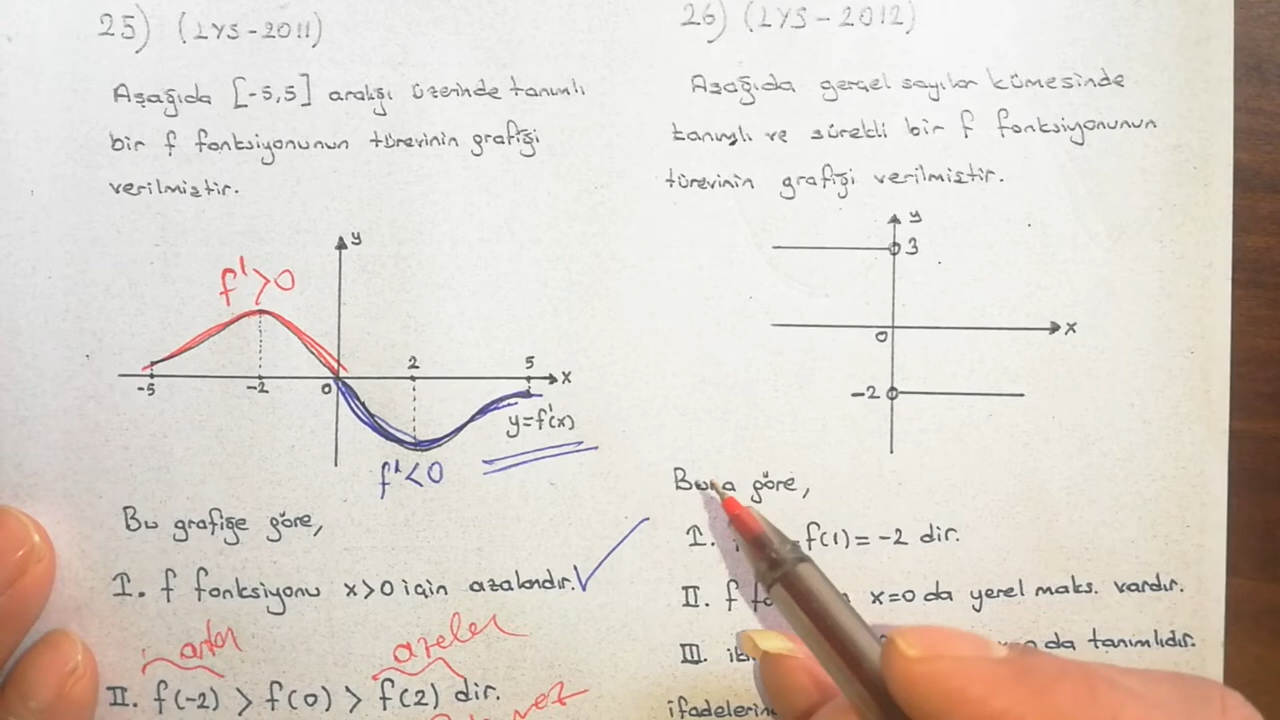 25) (LYS-2011)
Aşağıda [-5,5] aralığı üzerinde tanımlı
bir f fonksiyonunun türevinin grafiği
verilmiştir.
y
f'>0
-5 -2 0 2 5 x
y=f'(x)
f'<0
Bu grafiğe göre,
I. f fonksiyonu x>0 için azalandır.
artar azalır
II. f(-2) > f(0) > f(2) dir.
26) (LYS-2012)
Aşağıda gerçel sayılar kümesinde
tanımlı ve sürekli bir f fonksiyonunun
türevinin grafiği verilmiştir.
y
3
0 x
-2
göre,
I. f(1) = -2 dir.
II. f x=0 da yerel maks. vardır.
III. da tanımlıdır.